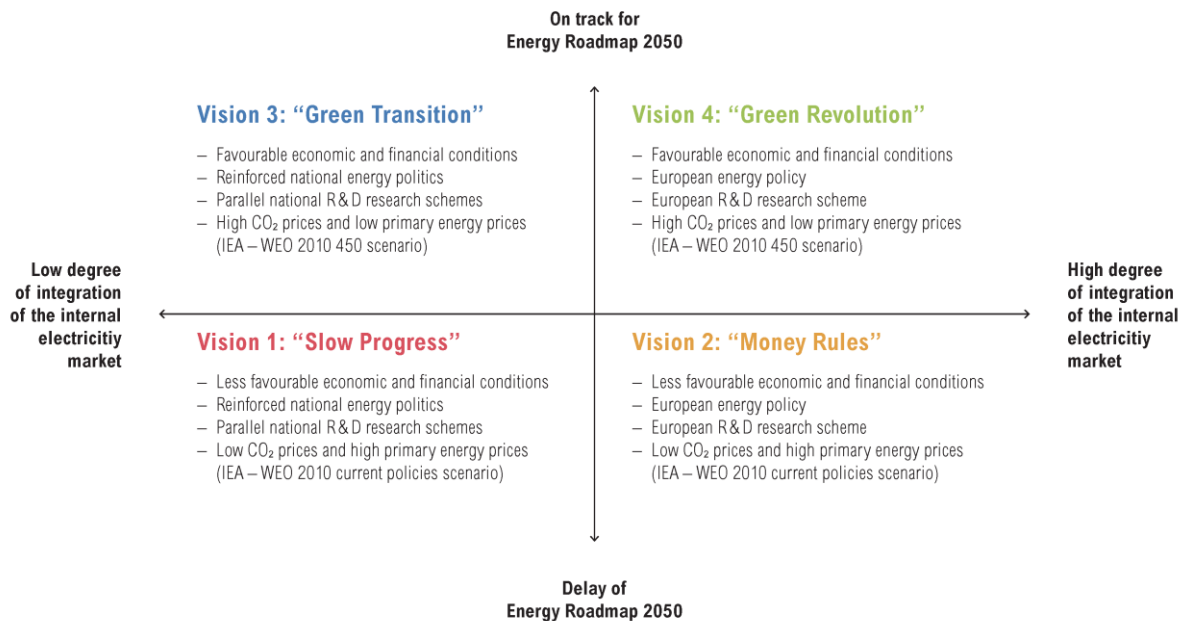 On track for
Energy Roadmap 2050
Vision 3: “Green Transition”
– Favourable economic and financial conditions
– Reinforced national energy politics
– Parallel national R & D research schemes
– High CO₂ prices and low primary energy prices
(IEA – WEO 2010 450 scenario)
Vision 4: “Green Revolution”
– Favourable economic and financial conditions
– European energy policy
– European R & D research scheme
– High CO₂ prices and low primary energy prices
(IEA – WEO 2010 450 scenario)
Low degree
of integration
of the internal
electricitiy
market
High degree
of integration
of the internal
electricitiy
market
Vision 1: “Slow Progress”
– Less favourable economic and financial conditions
– Reinforced national energy politics
– Parallel national R & D research schemes
– Low CO₂ prices and high primary energy prices
(IEA – WEO 2010 current policies scenario)
Vision 2: “Money Rules”
– Less favourable economic and financial conditions
– European energy policy
– European R & D research scheme
– Low CO₂ prices and high primary energy prices
(IEA – WEO 2010 current policies scenario)
Delay of
Energy Roadmap 2050